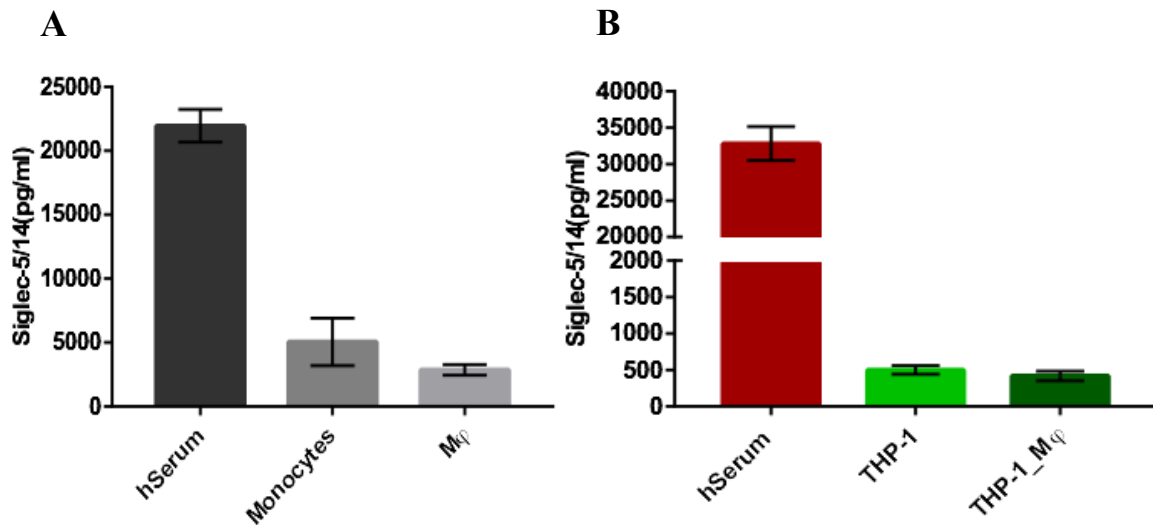 A
Siglec-5/14(pg/ml)
25000
20000
15000
10000
5000
0
hSerum
Monocytes
Mφ
B
Siglec-5/14(pg/ml)
40000
35000
30000
25000
20000
2000
1500
1000
500
0
hSerum
THP-1
THP-1_Mφ